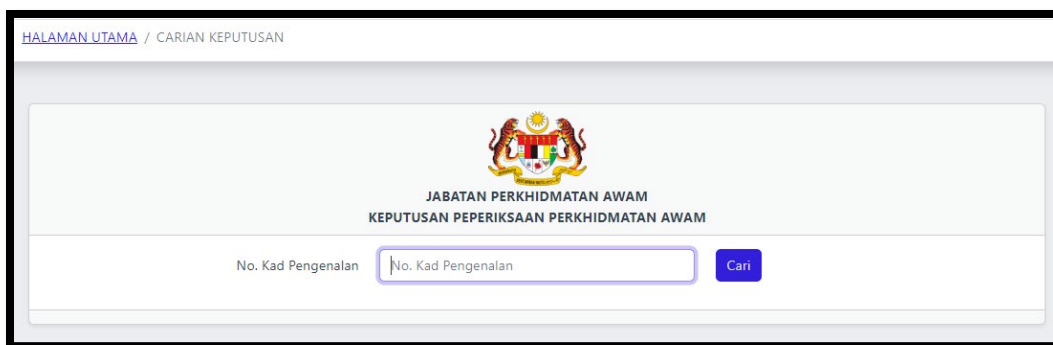 HALAMAN UTAMA / CARIAN KEPUTUSAN
JABATAN PERKHIDMATAN AWAM
KEPUTUSAN PEPERIKSAAN PERKHIDMATAN AWAM
No. Kad Pengenalan No. Kad Pengenalan Cari